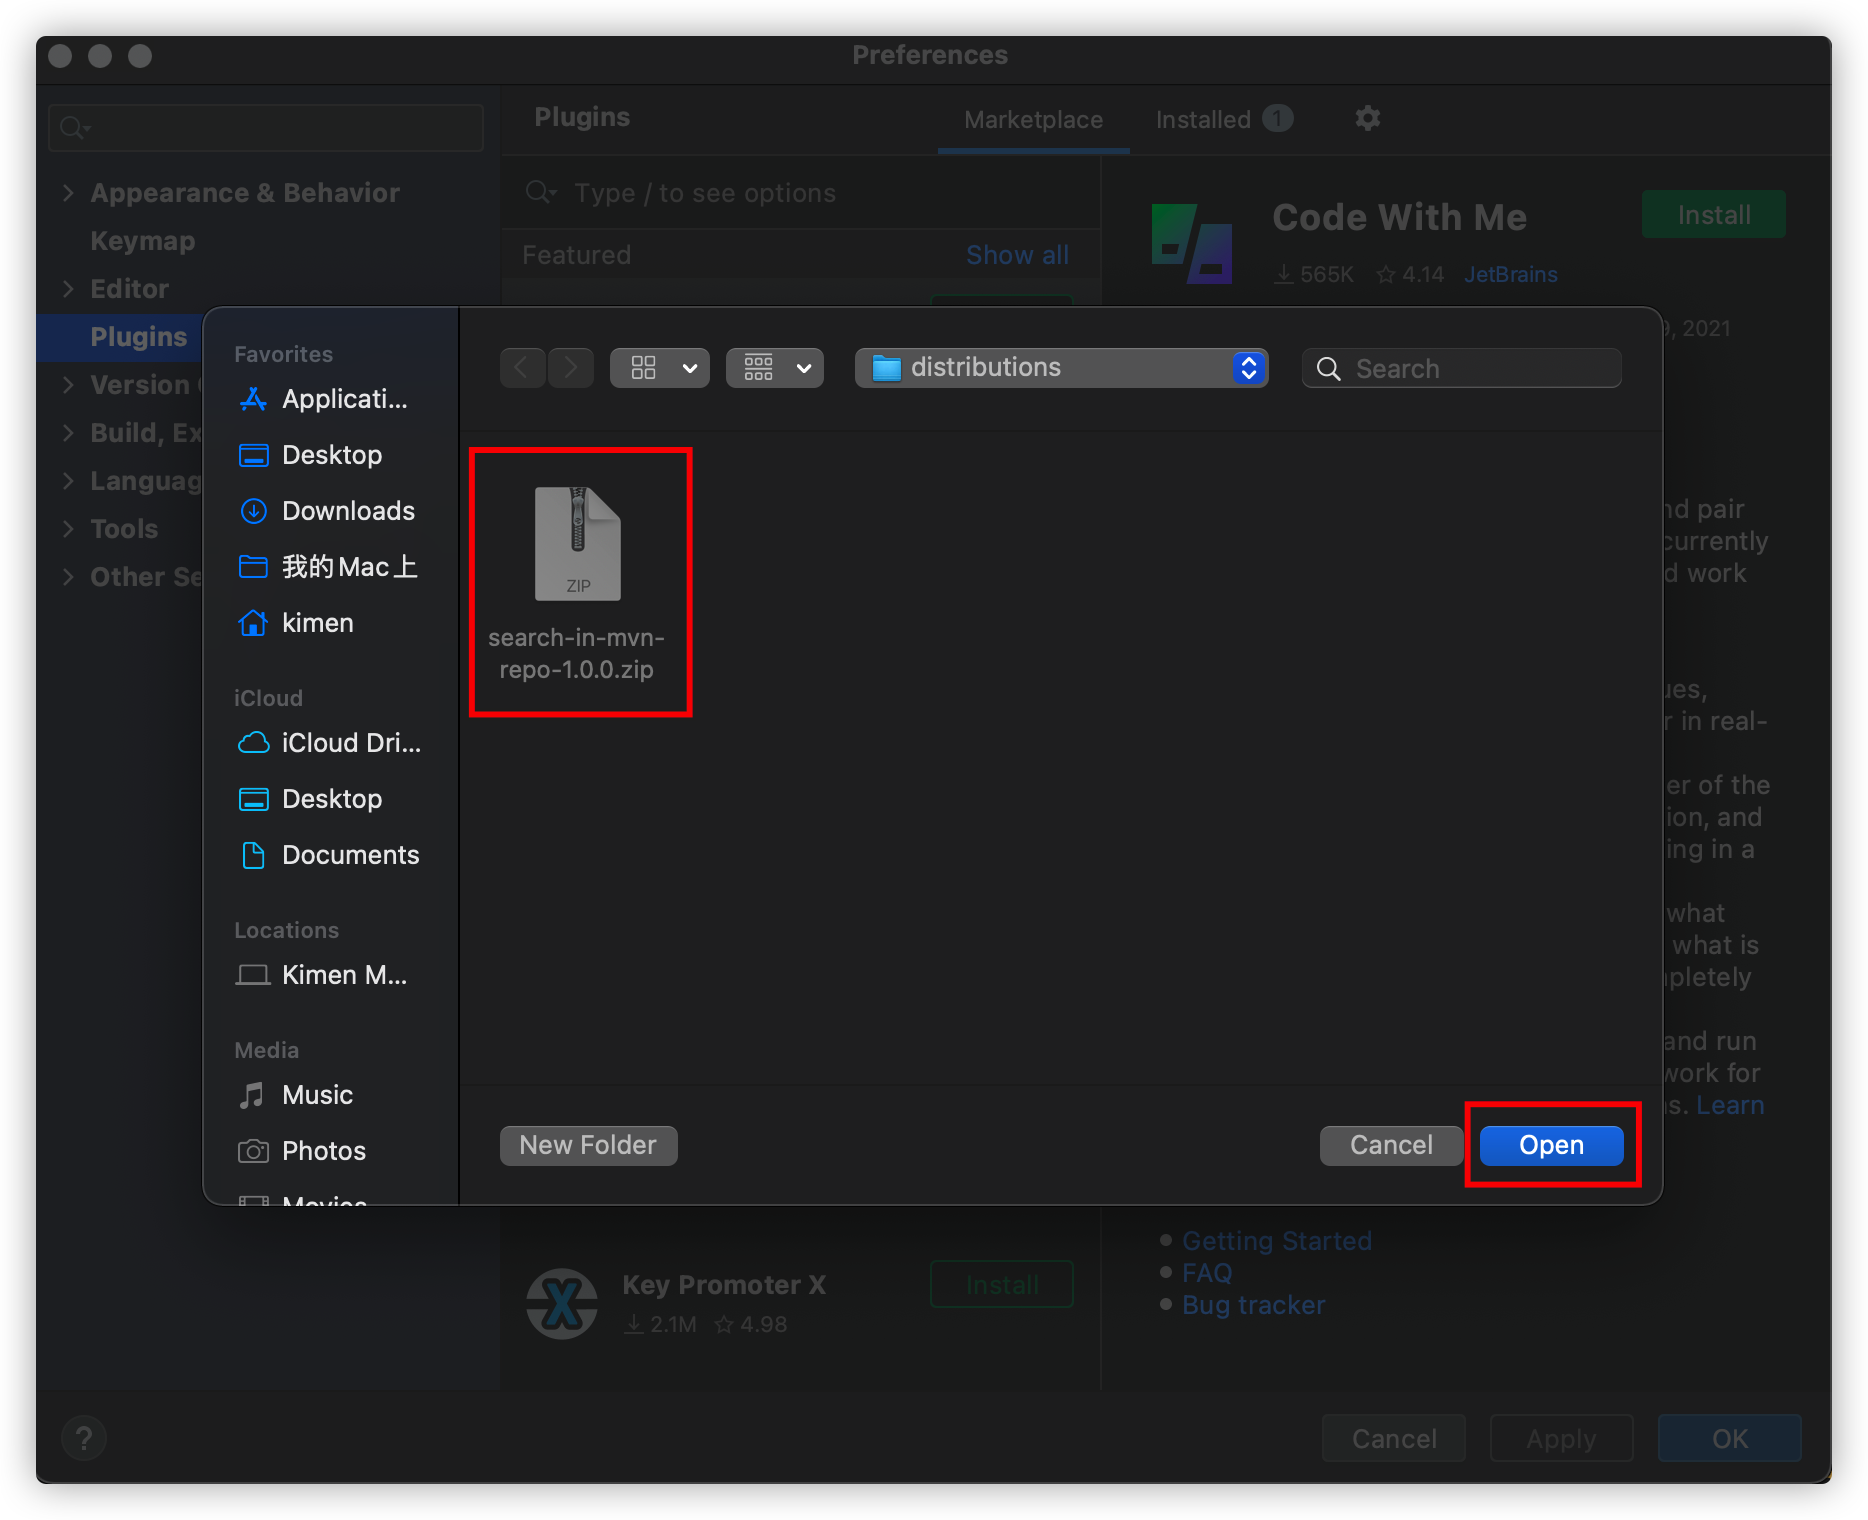 Preferences
Plugins
Marketplace
Installed 1
Type / to see options
Featured
Show all
Code With Me
Install
565K
4.14
JetBrains
, 2021
Appearance & Behavior
Keymap
Editor
Plugins
Version
Build, Ex
Languag
Tools
Other Se
Favorites
Applicati...
Desktop
Downloads
我的Mac上
kimen
iCloud
iCloud Dri...
Desktop
Documents
Locations
Kimen M...
Media
Music
Photos
Movies
distributions
Search
ZIP
search-in-mvn-
repo-1.0.0.zip
New Folder
Cancel
Open
nd pair
currently
d work
ues,
r in real-
er of the
ion, and
ing in a
what
what is
pletely
and run
work for
s. Learn
Key Promoter X
2.1M
4.98
Install
Getting Started
FAQ
Bug tracker
?
Cancel
Apply
OK